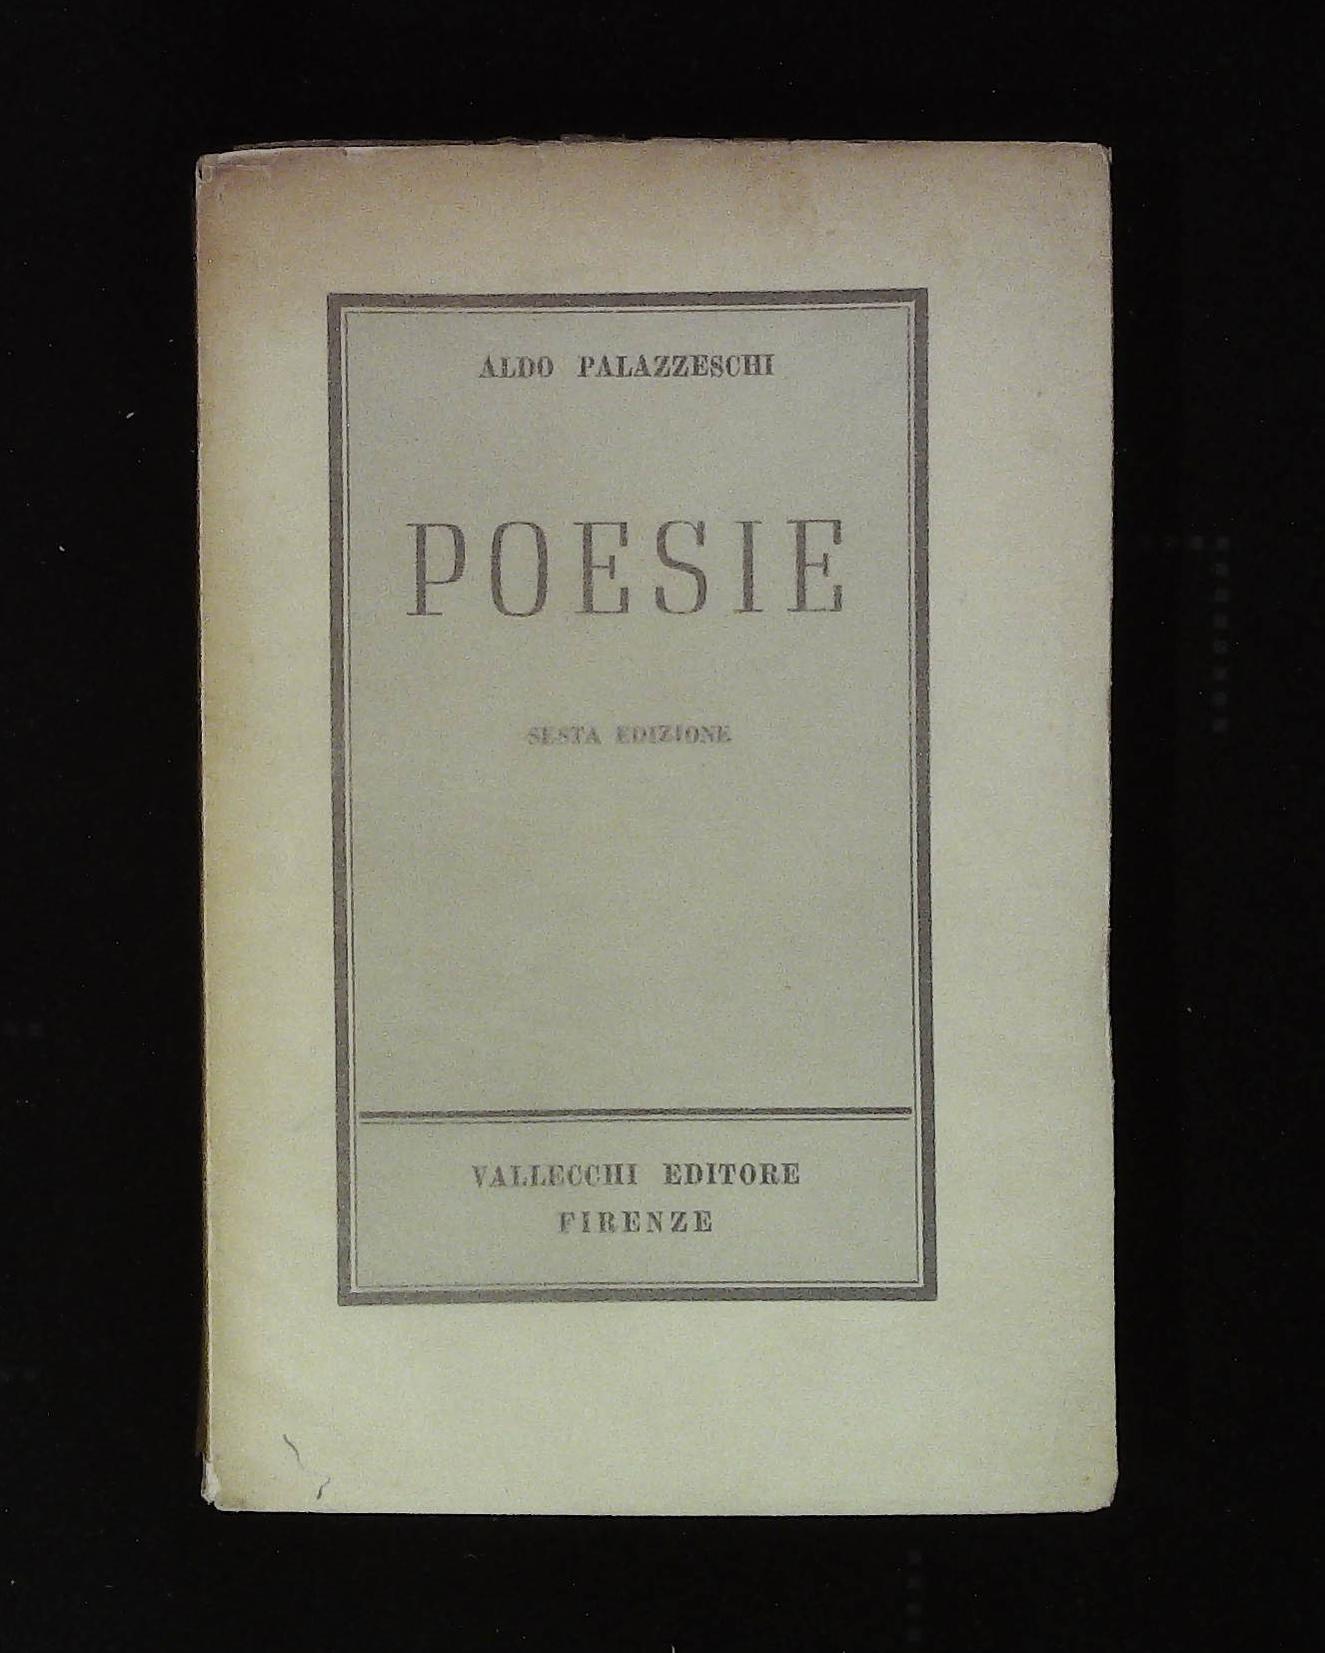 ALDO PALAZZESCHI
POESIE
SESTA EDIZIONE
VALLECCHI EDITORE
FIRENZE